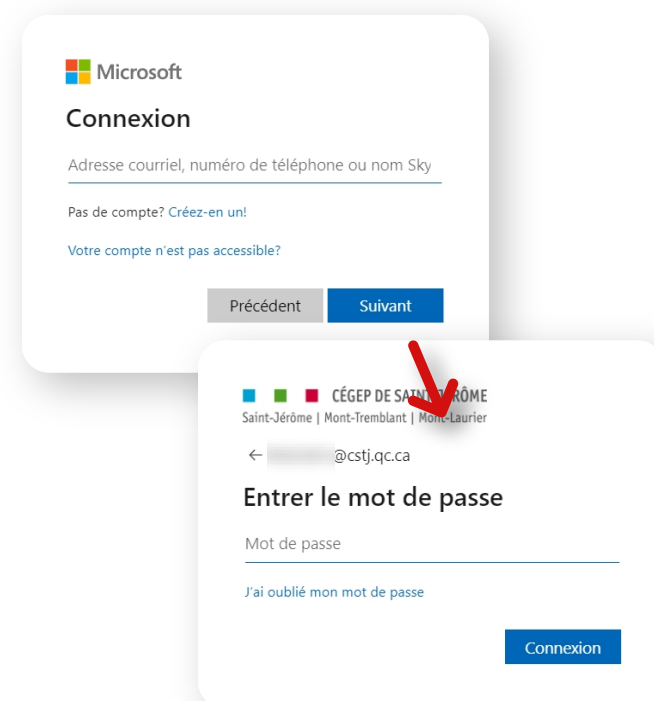 Microsoft
Connexion
Adresse courriel, numéro de téléphone ou nom Sky
Pas de compte? Créez-en un!
Votre compte n'est pas accessible?
Précédent Suivant
CÉGEP DE SAINT-JÉRÔME
Saint-Jérôme | Mont-Tremblant | Mont-Laurier
@cstj.qc.ca
Entrer le mot de passe
Mot de passe
J'ai oublié mon mot de passe
Connexion